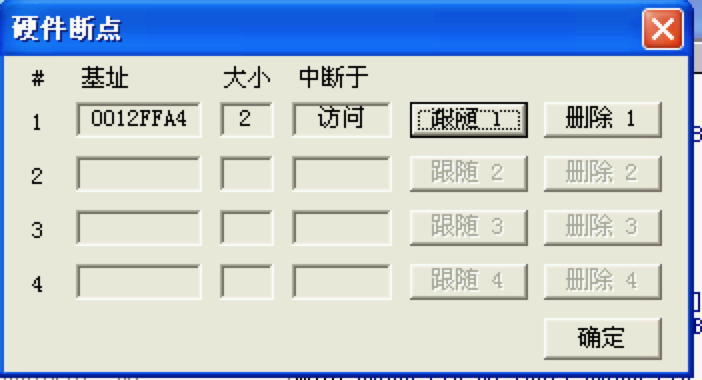 硬件断点
# 基址 大小 中断于
1 0012FFA4 2 访问 跟随 1 删除 1
2 跟随 2 删除 2
3 跟随 3 删除 3
4 跟随 4 删除 4
确定